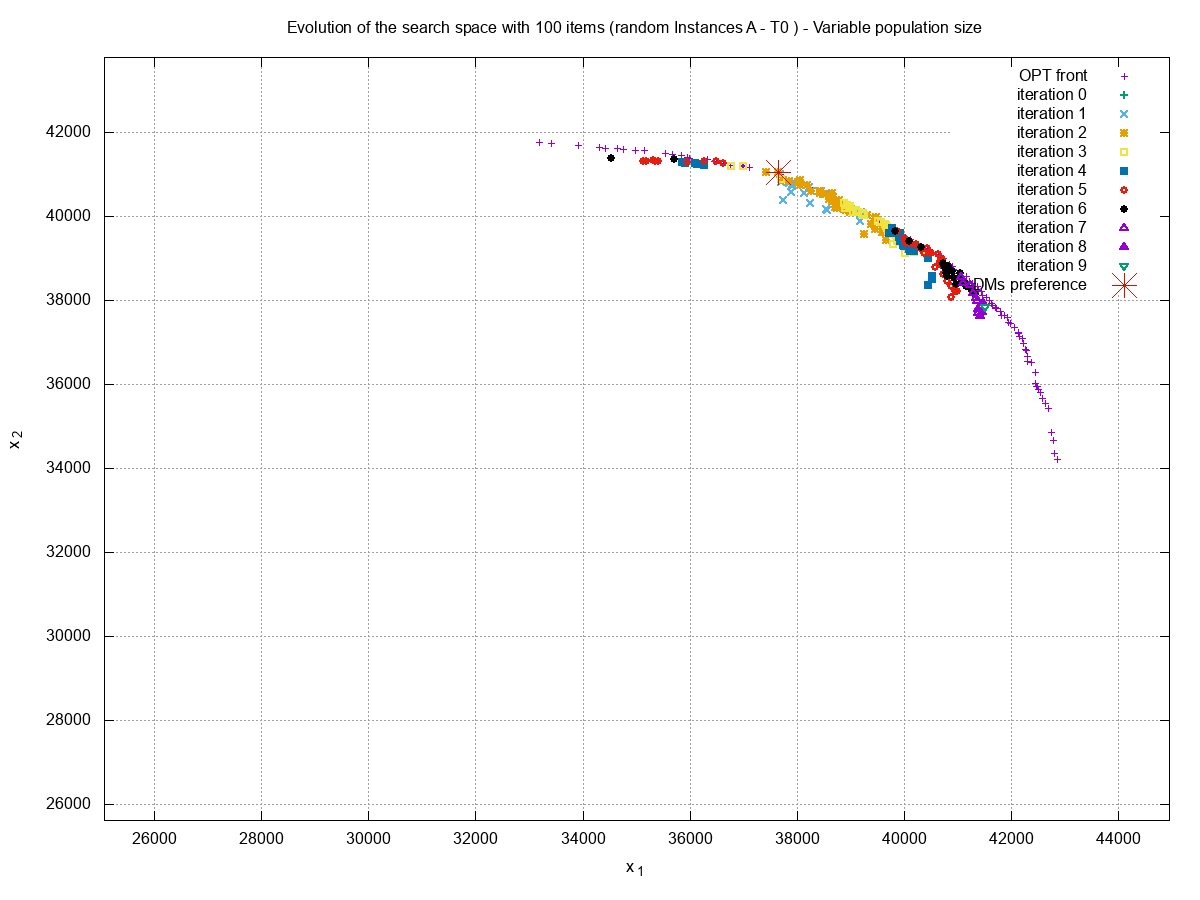 Evolution of the search space with 100 items (random Instances A - T0 ) - Variable population size
OPT front
iteration 0
iteration 1
iteration 2
iteration 3
iteration 4
iteration 5
iteration 6
iteration 7
iteration 8
iteration 9
DMs preference
42000
40000
38000
36000
34000
32000
30000
28000
26000
x 2
26000 28000 30000 32000 34000 36000 38000 40000 42000 44000
x 1